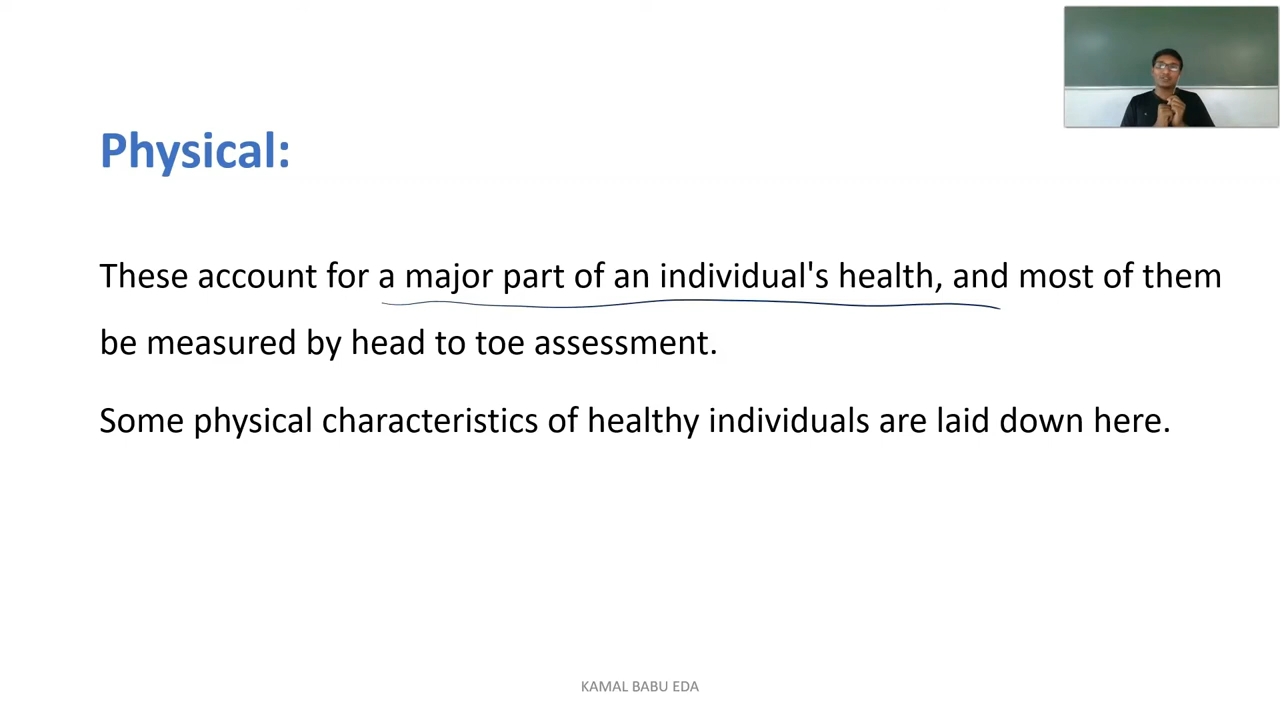 Physical:
These account for a major part of an individual's health, and most of them
be measured by head to toe assessment.
Some physical characteristics of healthy individuals are laid down here.
KAMAL BABU EDA